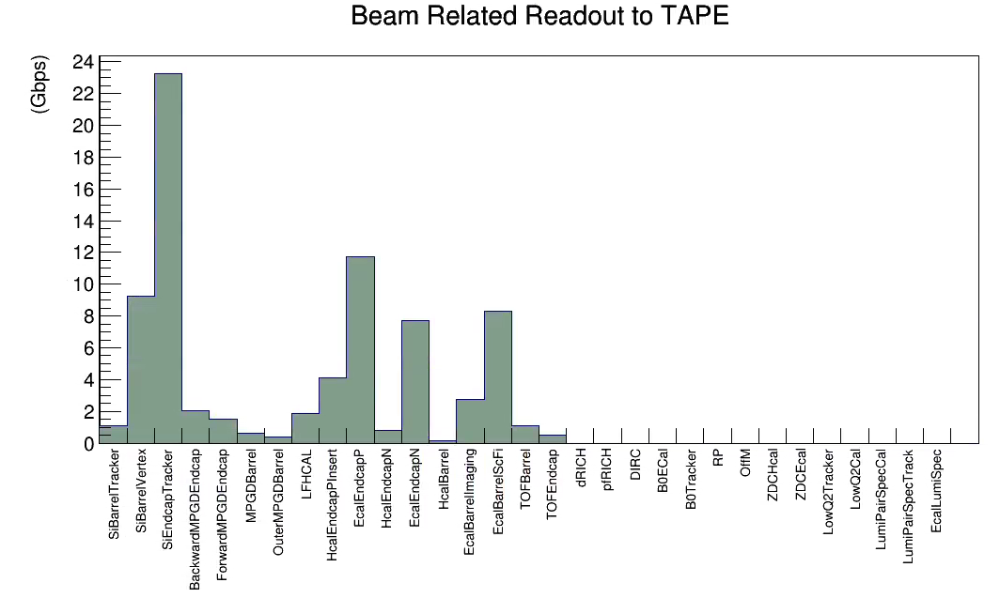 Beam Related Readout to TAPE
(Gbps)
24
22
20
18
16
14
12
10
8
6
4
2
0
SiBarrelTracker
SiBarrelVertex
SiEndcapTracker
BackwardMPGDEndcap
ForwardMPGDEndcap
MPGDBarrel
OuterMPGDBarrel
LFHCAL
HcalEndcapPInsert
EcalEndcapP
HcalEndcapN
EcalEndcapN
HcalBarrel
EcalBarrelImaging
EcalBarrelScFi
TOFBarrel
TOFEndcap
dRICH
pfRICH
DIRC
B0ECal
B0Tracker
RP
OffM
ZDCHcal
ZDCEcal
LowQ2Tracker
LowQ2Cal
LumiPairSpecCal
LumiPairSpecTrack
EcalLumiSpec